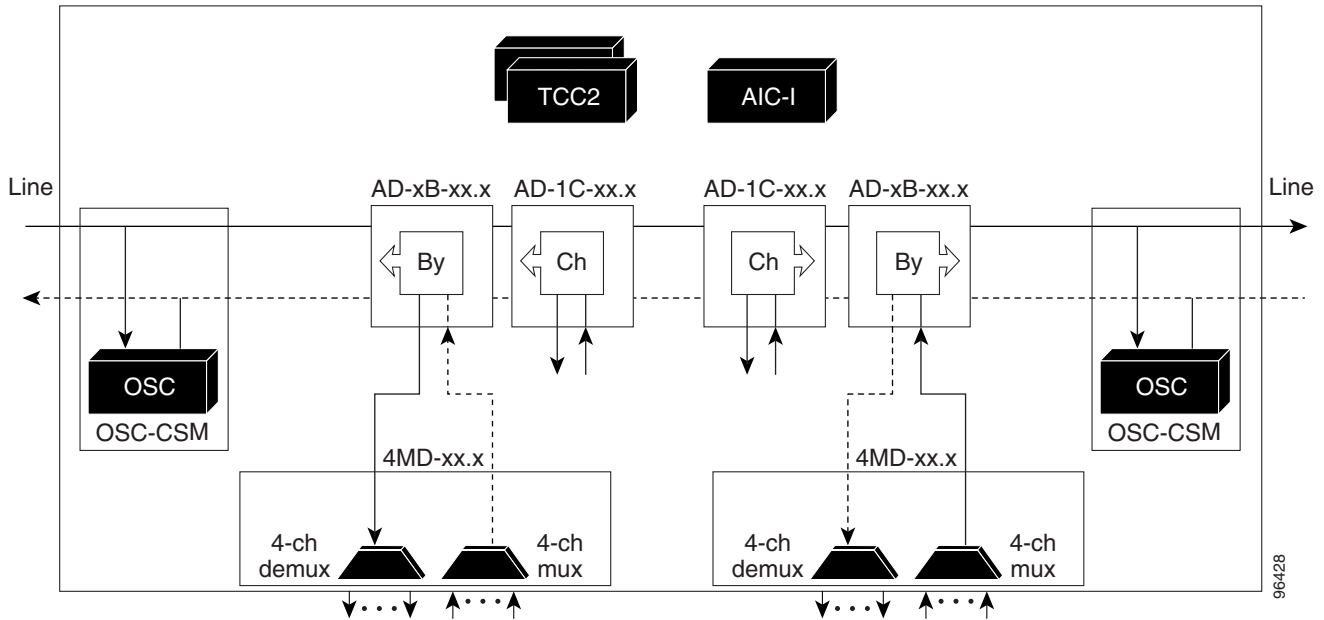 TCC2
AIC-I
Line
AD-xB-xx.x
AD-1C-xx.x
AD-1C-xx.x
AD-xB-xx.x
Line
By
Ch
Ch
By
OSC
OSC-CSM
OSC
OSC-CSM
4MD-xx.x
4MD-xx.x
4-ch
demux
4-ch
mux
4-ch
demux
4-ch
mux
96428